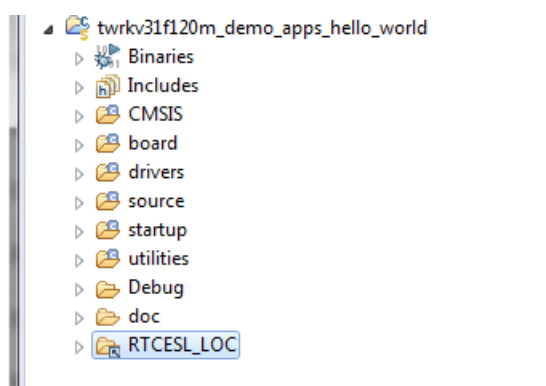 twrkv31f120m_demo_apps_hello_world
Binaries
Includes
CMSIS
board
drivers
source
startup
utilities
Debug
doc
RTCESL_LOC